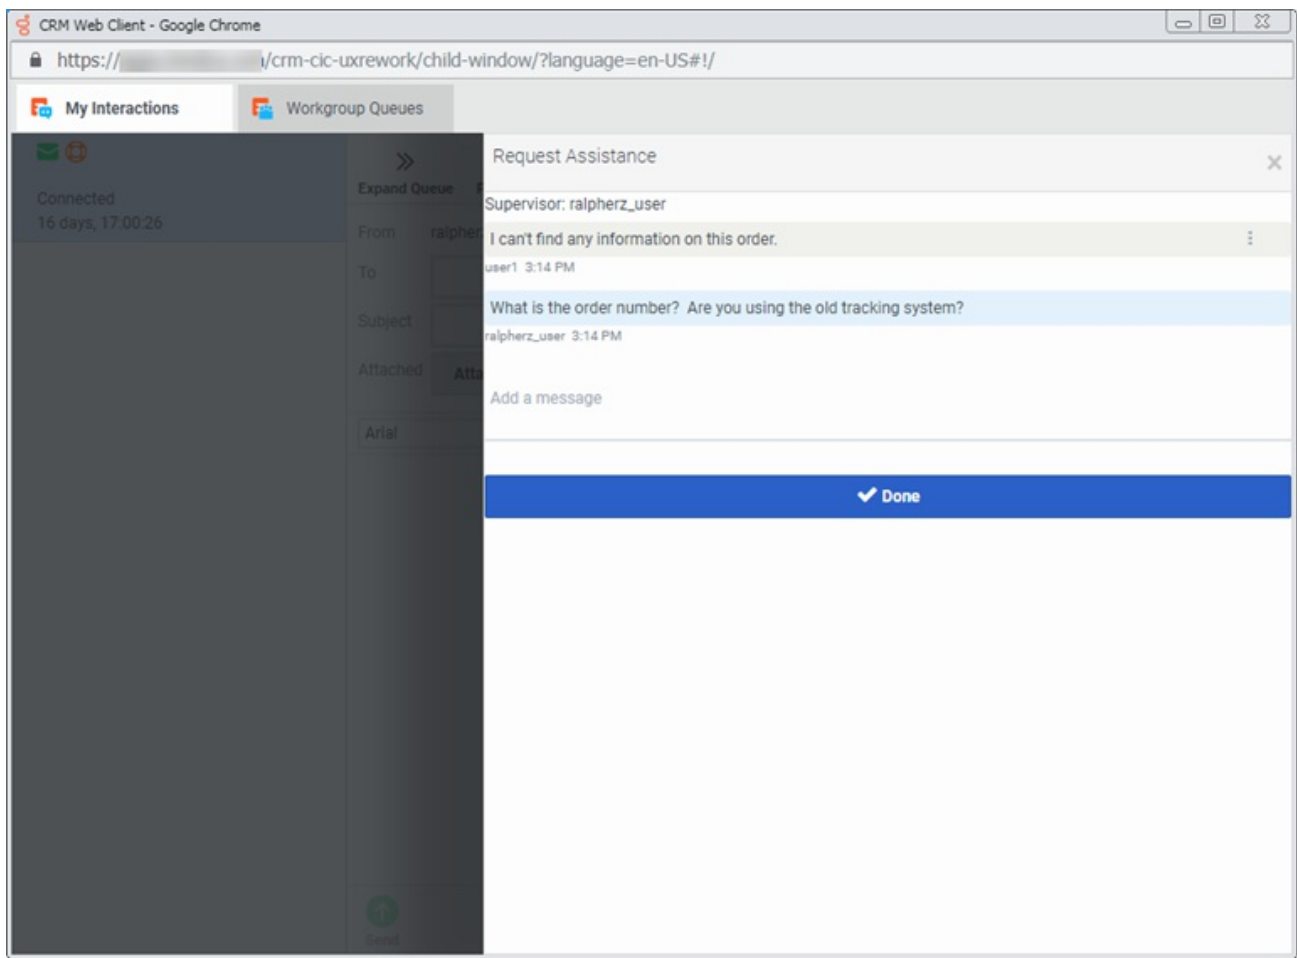 CRM Web Client - Google Chrome
https:// /crm-cic-uxrework/child-window/?language=en-US#!/
My Interactions
Workgroup Queues
Connected
16 days, 17:00:26
Expand Queue
From ralpher
To
Subject
Attached Atta
Arial
Send
Request Assistance
Supervisor: ralpherz_user
I can't find any information on this order.
user1 3:14 PM
What is the order number? Are you using the old tracking system?
ralpherz_user 3:14 PM
Add a message
Done